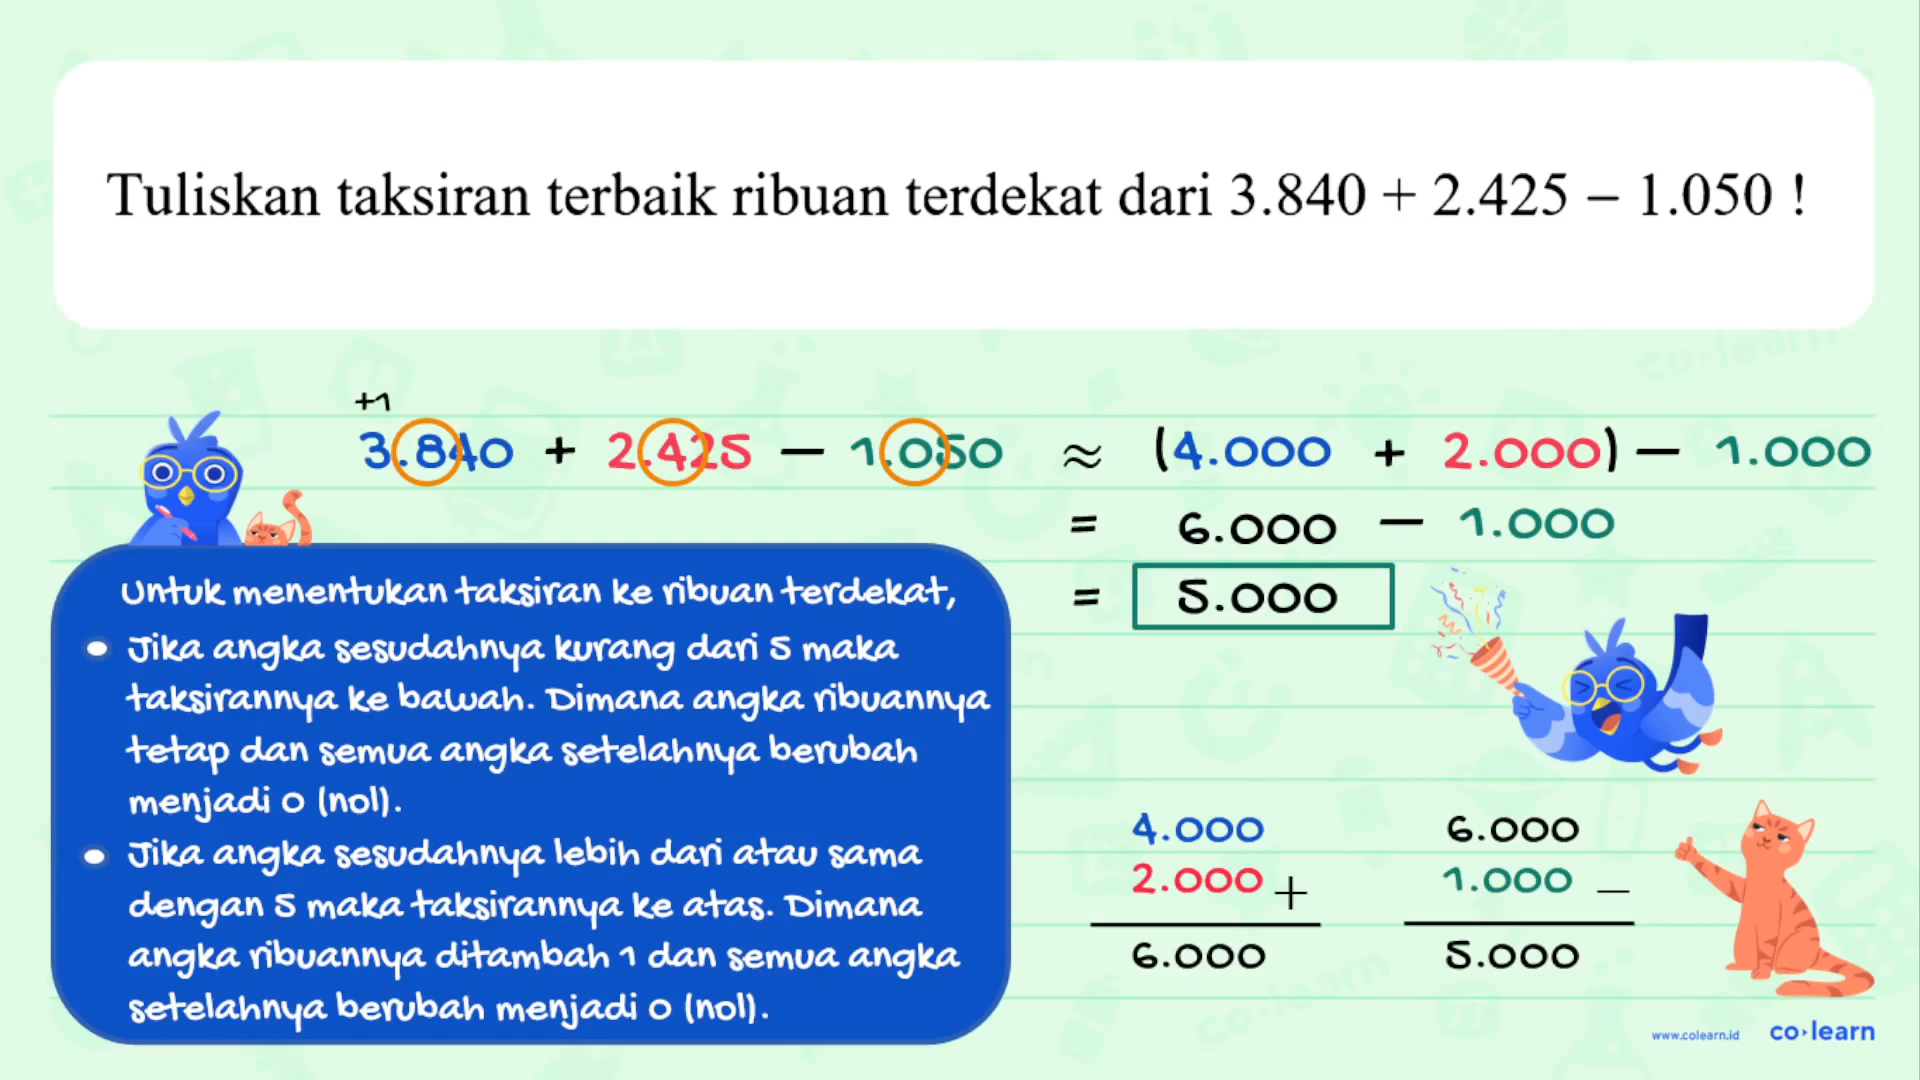 Tuliskan taksiran terbaik ribuan terdekat dari 3.840 + 2.425 – 1.050 !
+1
3.840 + 2.425 — 1.050 ≈ (4.000 + 2.000) — 1.000
= 6.000 — 1.000
= 5.000
Untuk menentukan taksiran ke ribuan terdekat,
• Jika angka sesudahnya kurang dari 5 maka
taksirannya ke bawah. Dimana angka ribuannya
tetap dan semua angka setelahnya berubah
menjadi 0 (nol).
• Jika angka sesudahnya lebih dari atau sama
dengan 5 maka taksirannya ke atas. Dimana
angka ribuannya ditambah 1 dan semua angka
setelahnya berubah menjadi 0 (nol).
4.000
2.000 +
6.000
6.000
1.000 —
5.000
www.colearn.id co·learn